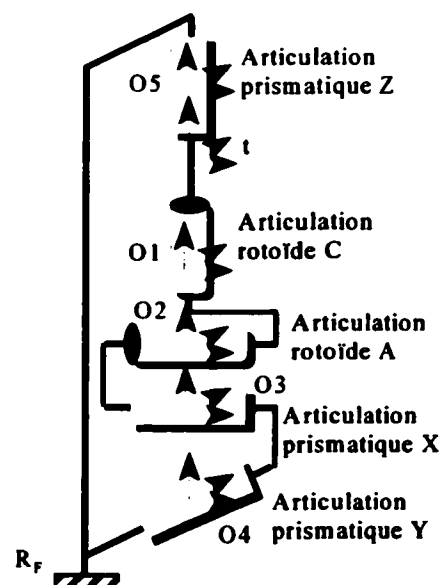 Articulation
prismatique Z
O5
t
Articulation
rotoïde C
O1
O2
Articulation
rotoïde A
O3
Articulation
prismatique X
Articulation
prismatique Y
O4
R_F